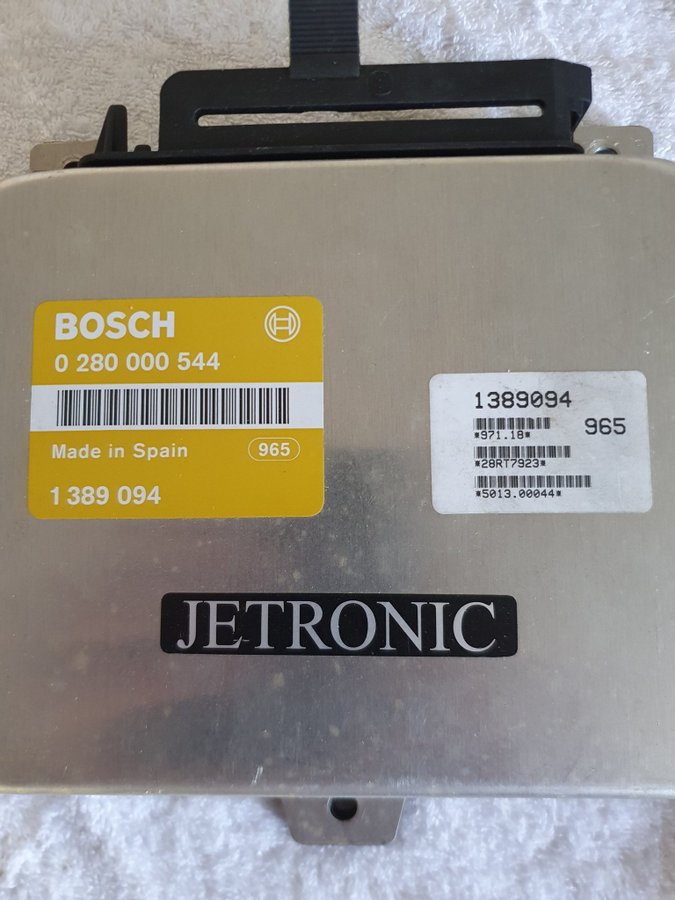 BOSCH
0 280 000 544
Made in Spain 965
1 389 094
1389094
965
*971.18*
*28RT7923*
*5013.00044*
JETRONIC